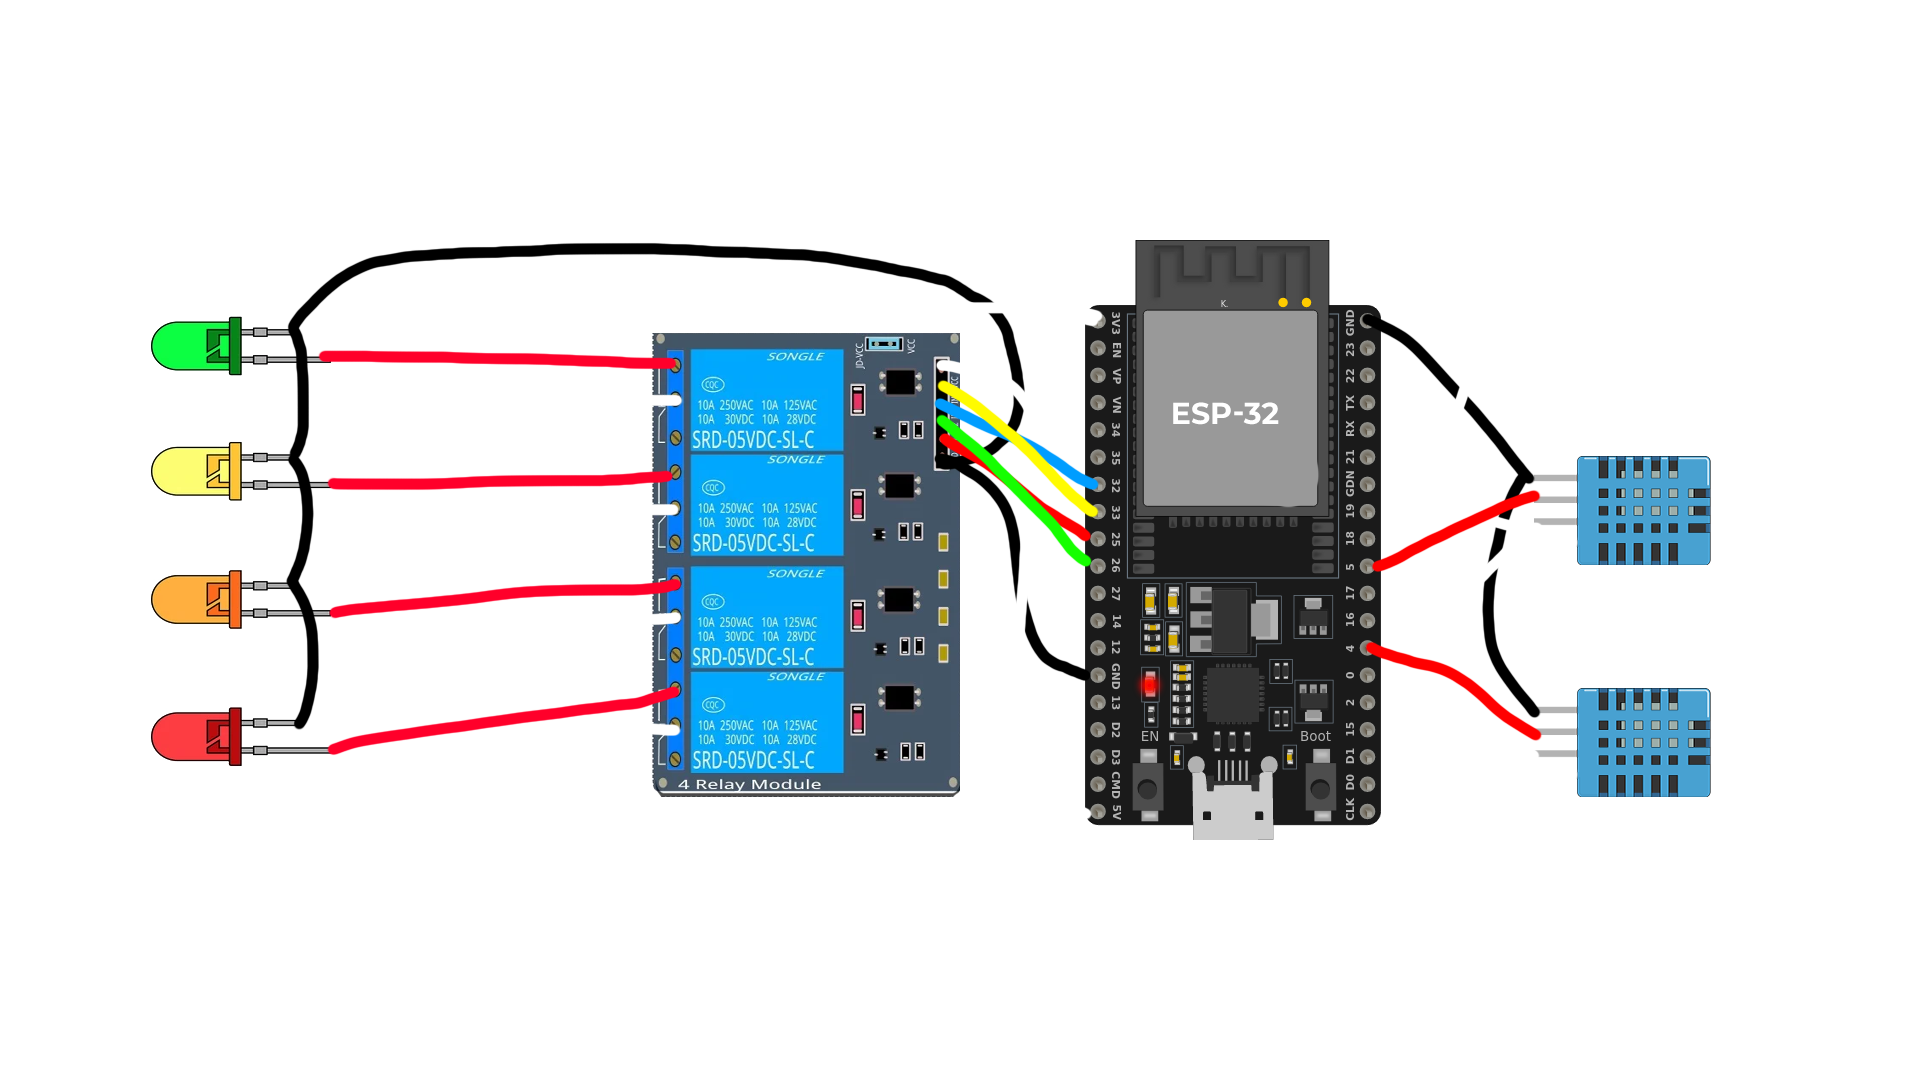 SONGLE
CQC
10A 250VAC 10A 125VAC
10A 30VDC 10A 28VDC
SRD-05VDC-SL-C
SONGLE
CQC
10A 250VAC 10A 125VAC
10A 30VDC 10A 28VDC
SRD-05VDC-SL-C
SONGLE
CQC
10A 250VAC 10A 125VAC
10A 30VDC 10A 28VDC
SRD-05VDC-SL-C
SONGLE
CQC
10A 250VAC 10A 125VAC
10A 30VDC 10A 28VDC
SRD-05VDC-SL-C
4 Relay Module
JD-VCC
VCC
K.
ESP-32
3V3
EN
VP
VN
34
35
32
33
25
26
27
14
12
GND
13
D2
D3
CMD
5V
GND
23
22
TX
RX
21
GDN
19
18
5
17
16
4
0
2
15
D1
D0
CLK
EN
Boot